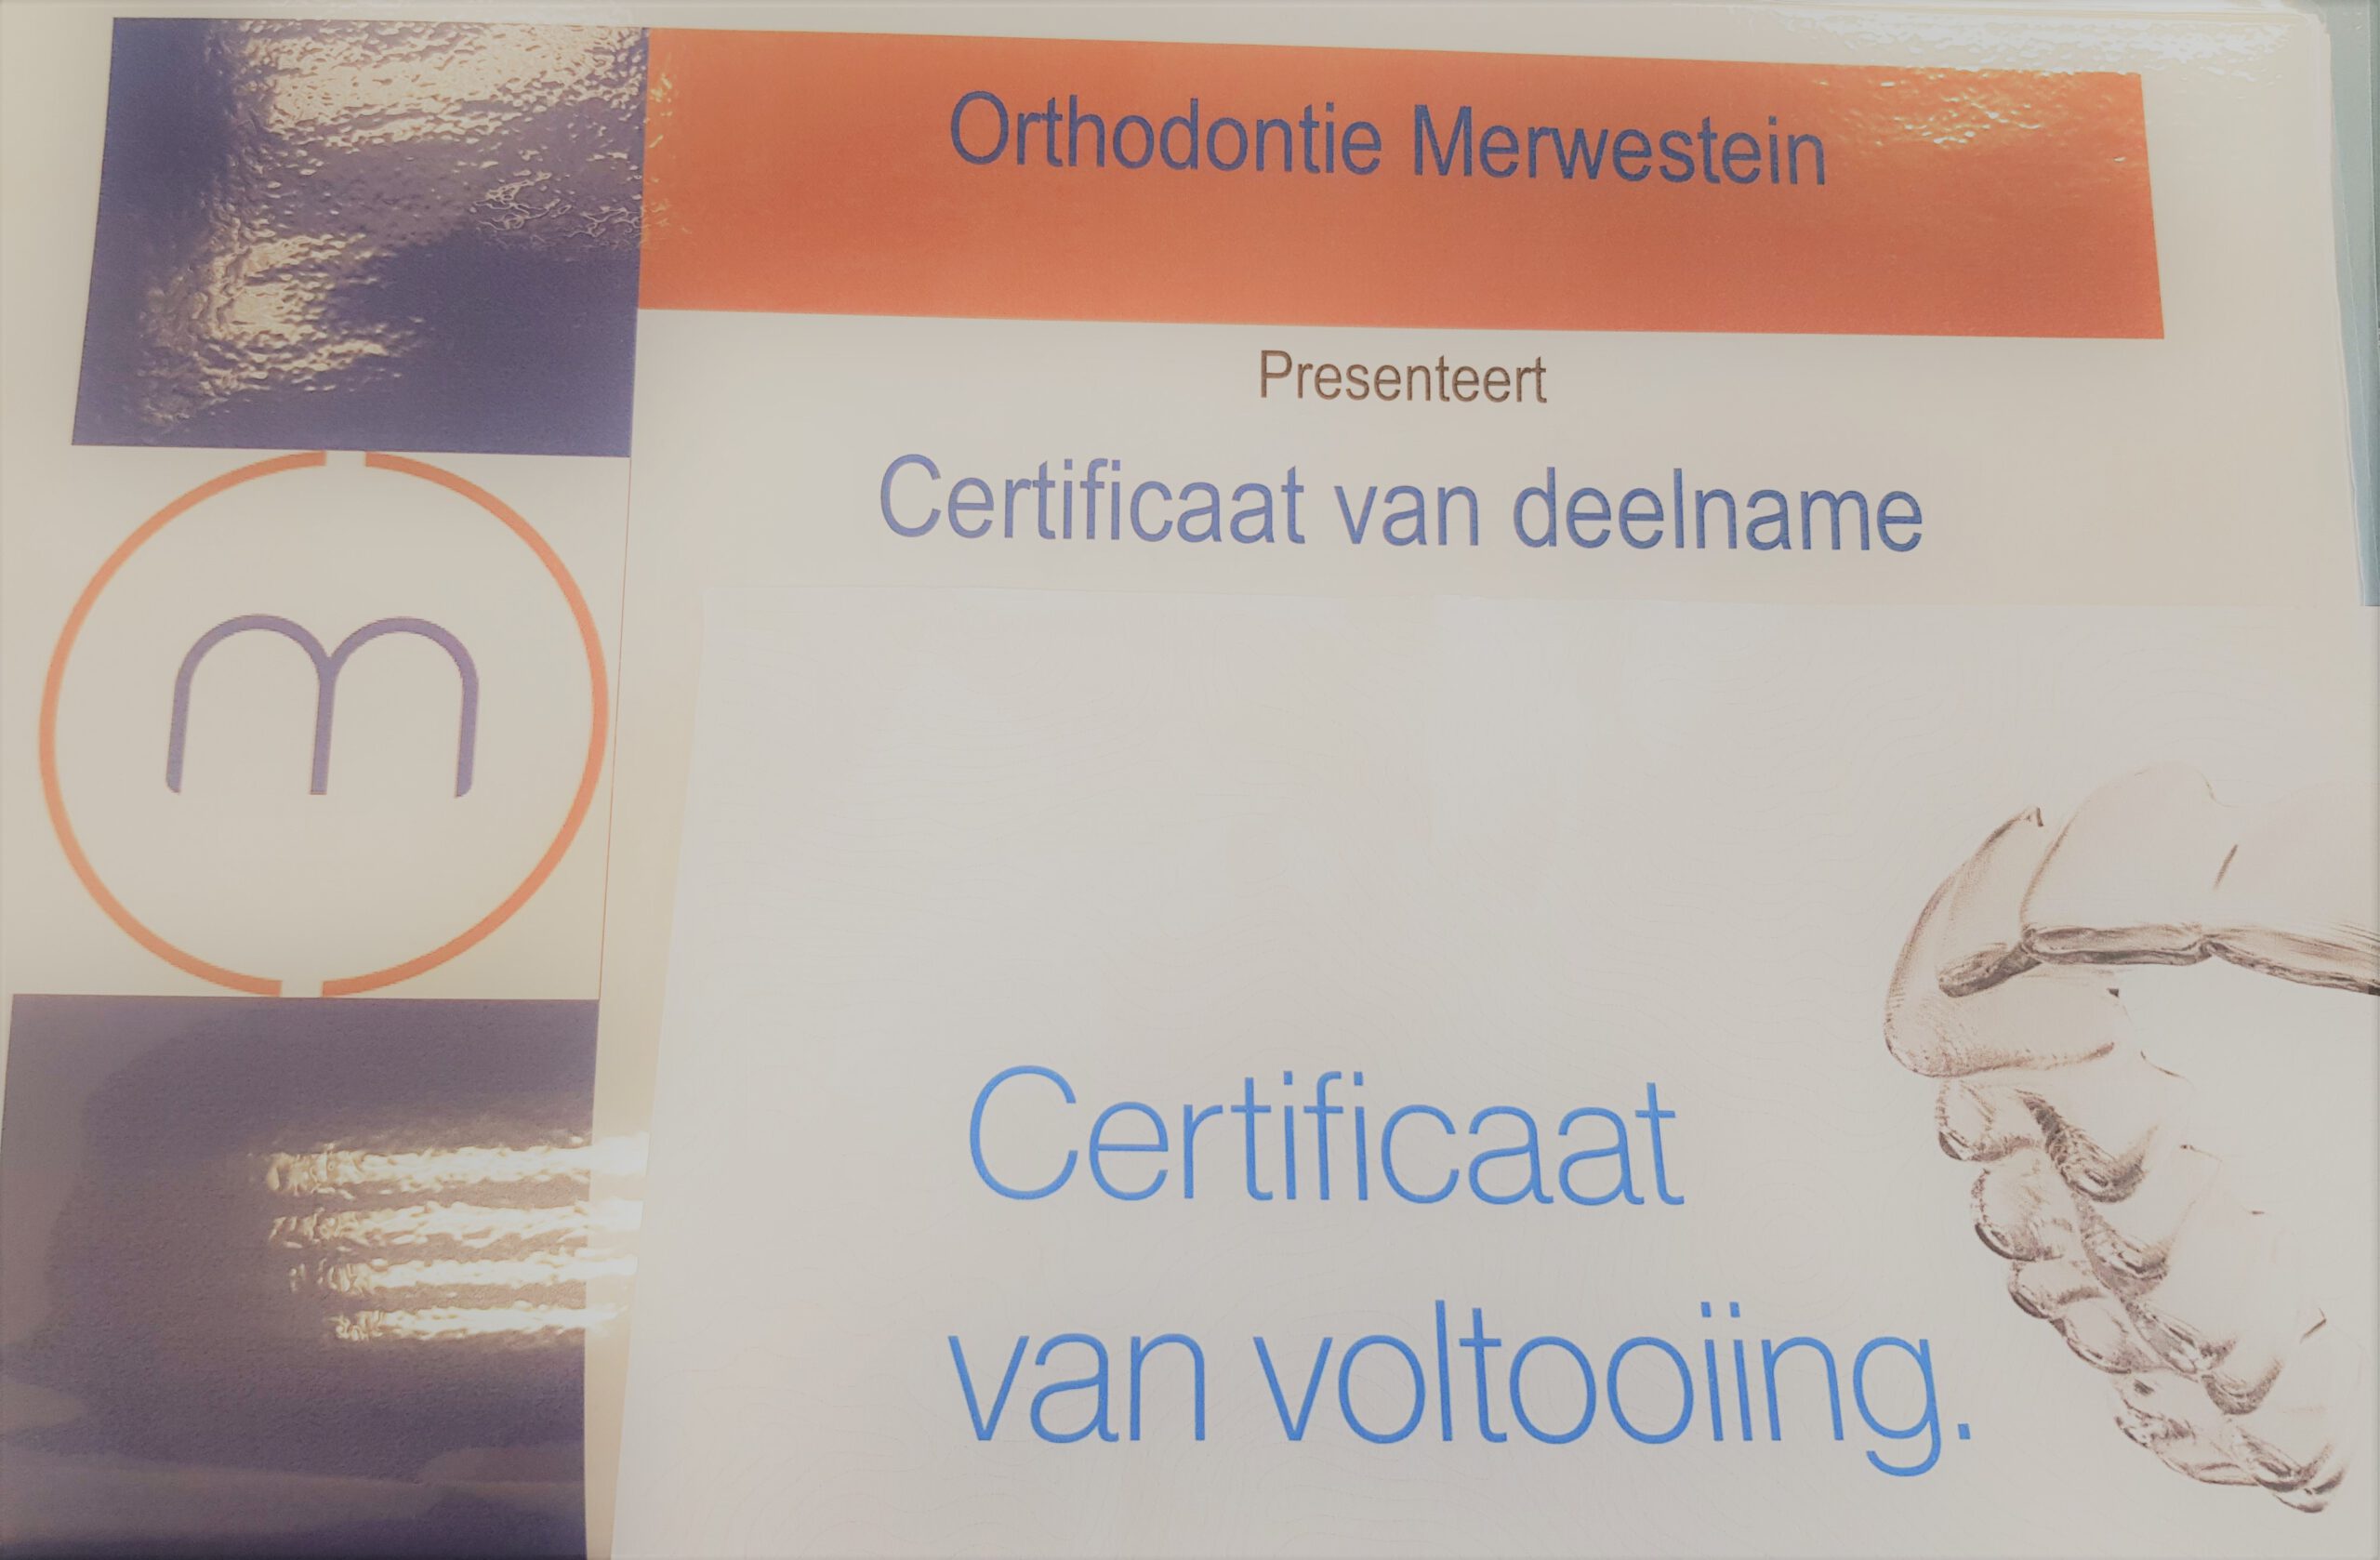 Orthodontie Merwestein
Presenteert
Certificaat van deelname
m
Certificaat
van voltooiing.